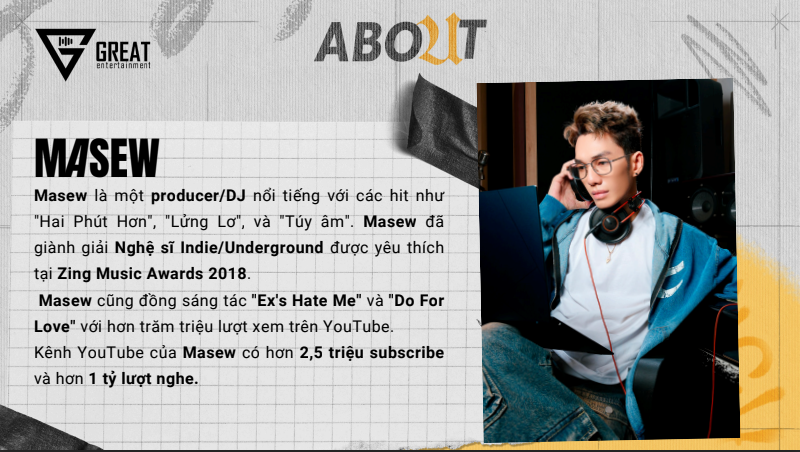 GREAT
entertainment
ABOUT
MASEW
Masew là một producer/DJ nổi tiếng với các hit như
"Hai Phút Hơn", "Lửng Lơ", và "Túy âm". Masew đã
giành giải Nghệ sĩ Indie/Underground được yêu thích
tại Zing Music Awards 2018.
Masew cũng đồng sáng tác "Ex's Hate Me" và "Do For
Love" với hơn trăm triệu lượt xem trên YouTube.
Kênh YouTube của Masew có hơn 2,5 triệu subscribe
và hơn 1 tỷ lượt nghe.